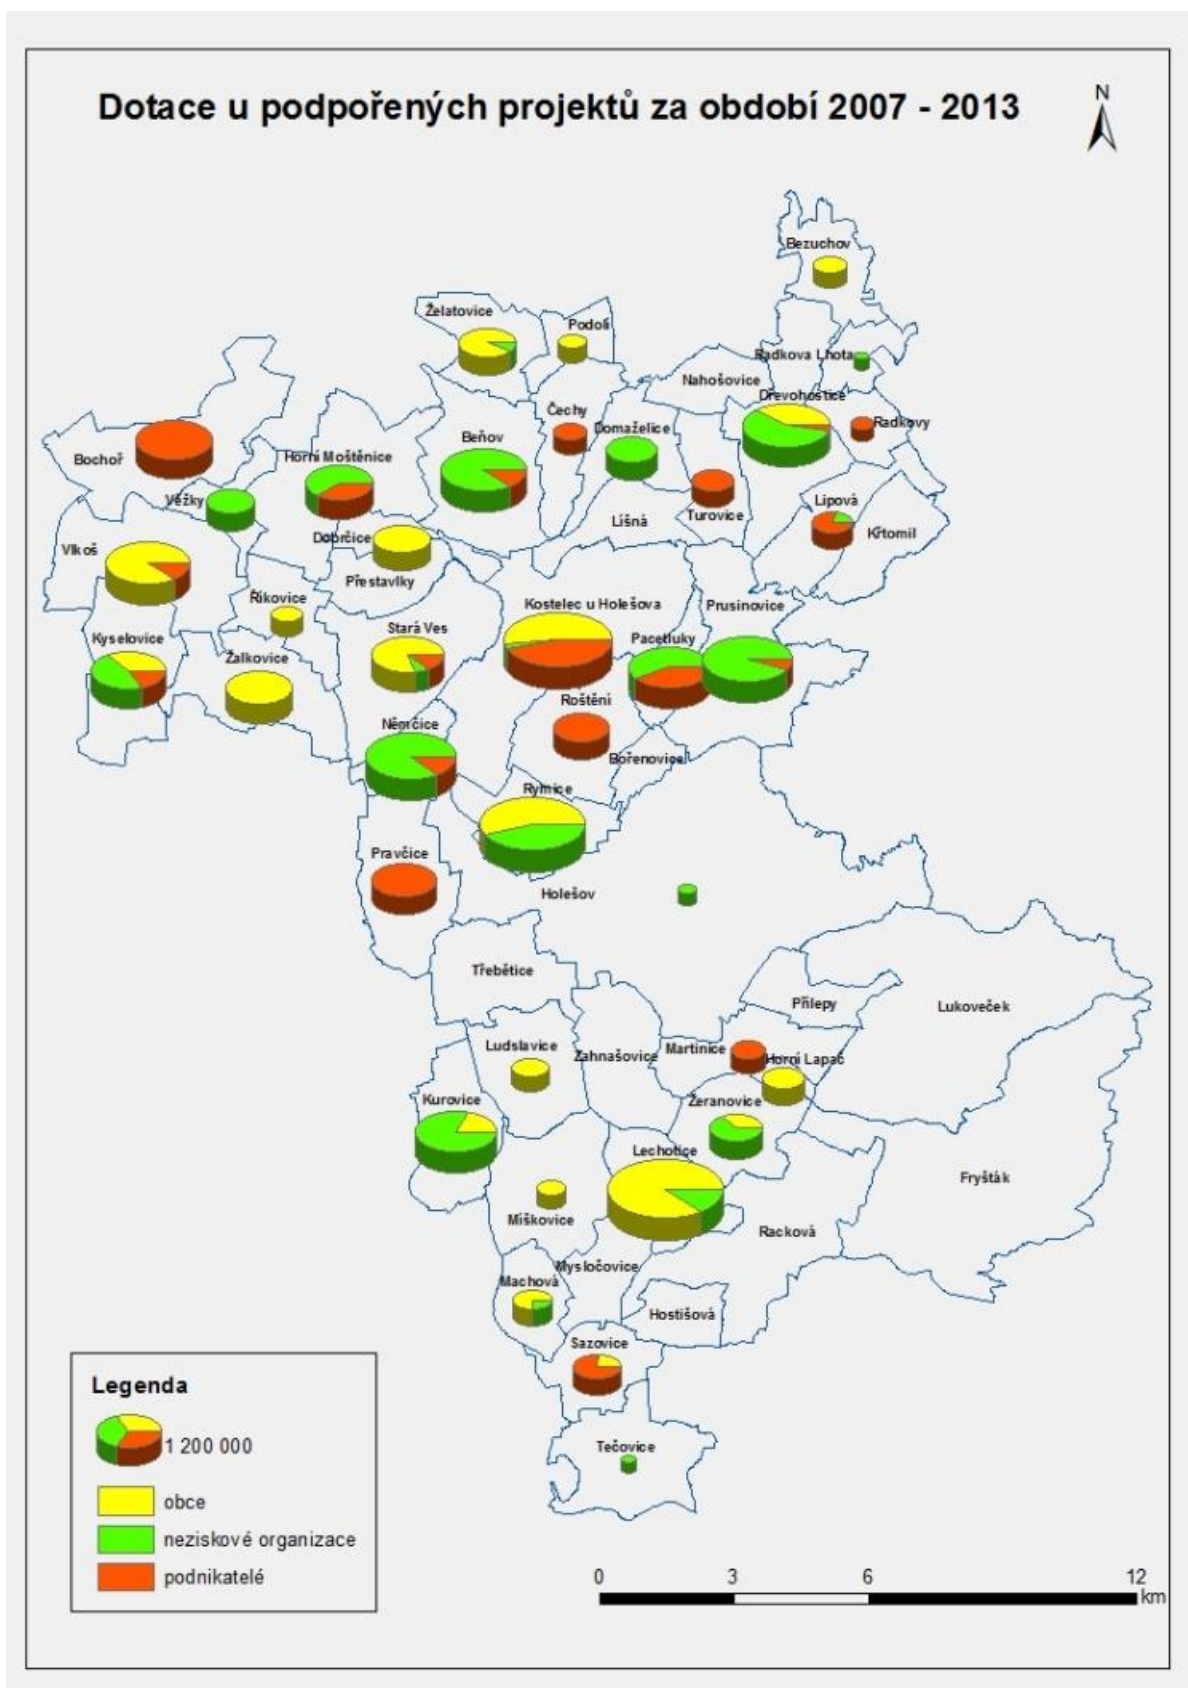 Dotace u podpořených projektů za období 2007 - 2013
N
Bezuchov
Želatovice
Podolí
Radkova Lhota
Nahošovice
Dřevohostice
Čechy
Radkovy
Domaželice
Beňov
Horní Moštěnice
Bochoř
Věžky
Lipová
Turovice
Líšná
Křtomil
Dobrčice
Vlkoš
Přestavlky
Říkovice
Kostelec u Holešova
Prusinovice
Stará Ves
Kyselovice
Pacetluky
Žalkovice
Roštění
Němčice
Bořenovice
Rymice
Pravčice
Holešov
Třebětice
Přílepy
Lukoveček
Ludslavice
Martinice
Zahnašovice
Horní Lapač
Kurovice
Žeranovice
Lechotice
Fryšták
Míškovice
Racková
Mysločovice
Machová
Hostišová
Sazovice
Tečovice
Legenda
1 200 000
obce
neziskové organizace
podnikatelé
0 3 6 12
km